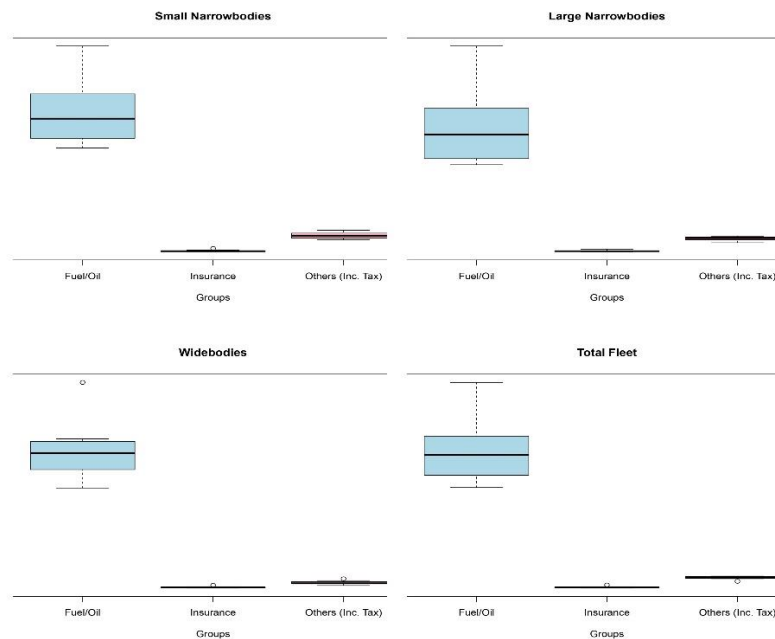 Small Narrowbodies
Large Narrowbodies
Fuel/Oil Insurance Others (Inc. Tax)
Groups
Fuel/Oil Insurance Others (Inc. Tax)
Groups
Widebodies
Total Fleet
Fuel/Oil Insurance Others (Inc. Tax)
Groups
Fuel/Oil Insurance Others (Inc. Tax)
Groups